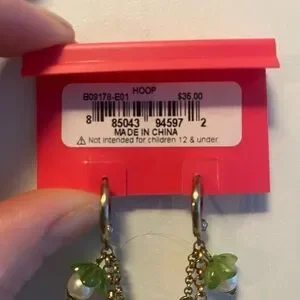 HOOP
B09178-E01 $36.00
8 85043 94597 2
MADE IN CHINA
⚠ Not intended for children 12 & under